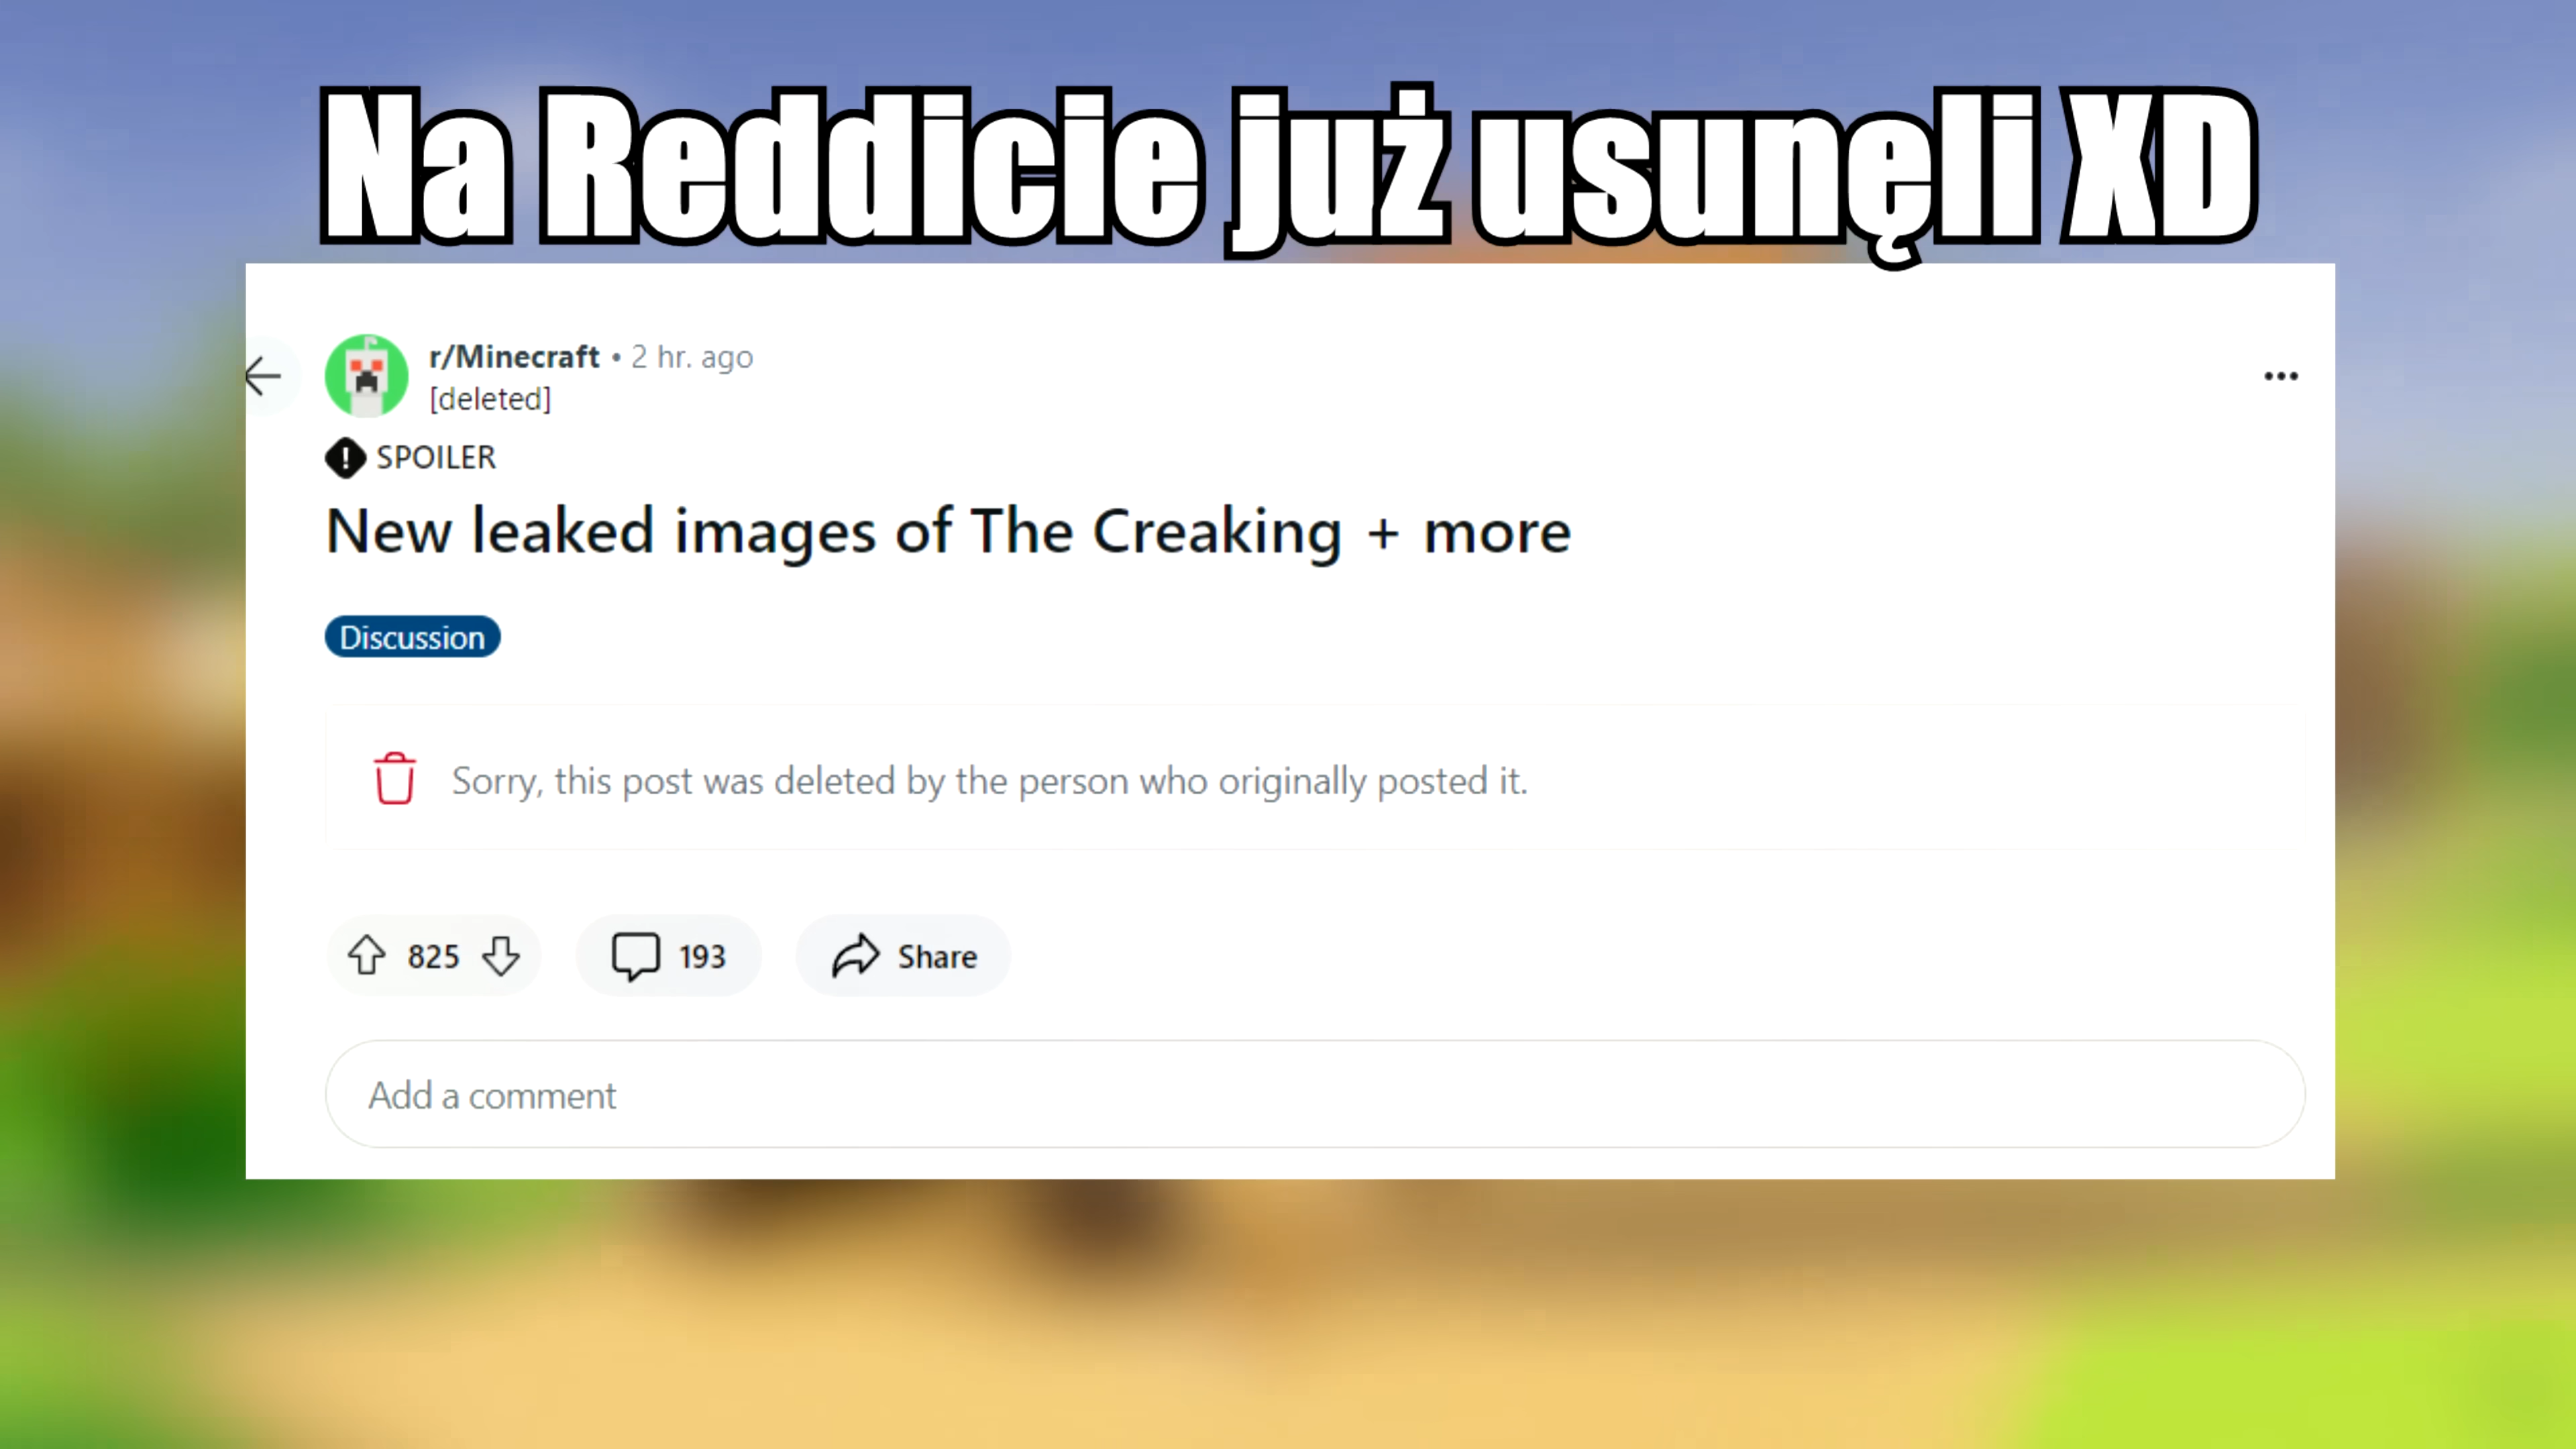 Na Reddicie już usunęli XD
r/Minecraft • 2 hr. ago
[deleted]
SPOILER
New leaked images of The Creaking + more
Discussion
Sorry, this post was deleted by the person who originally posted it.
825 193 Share
Add a comment